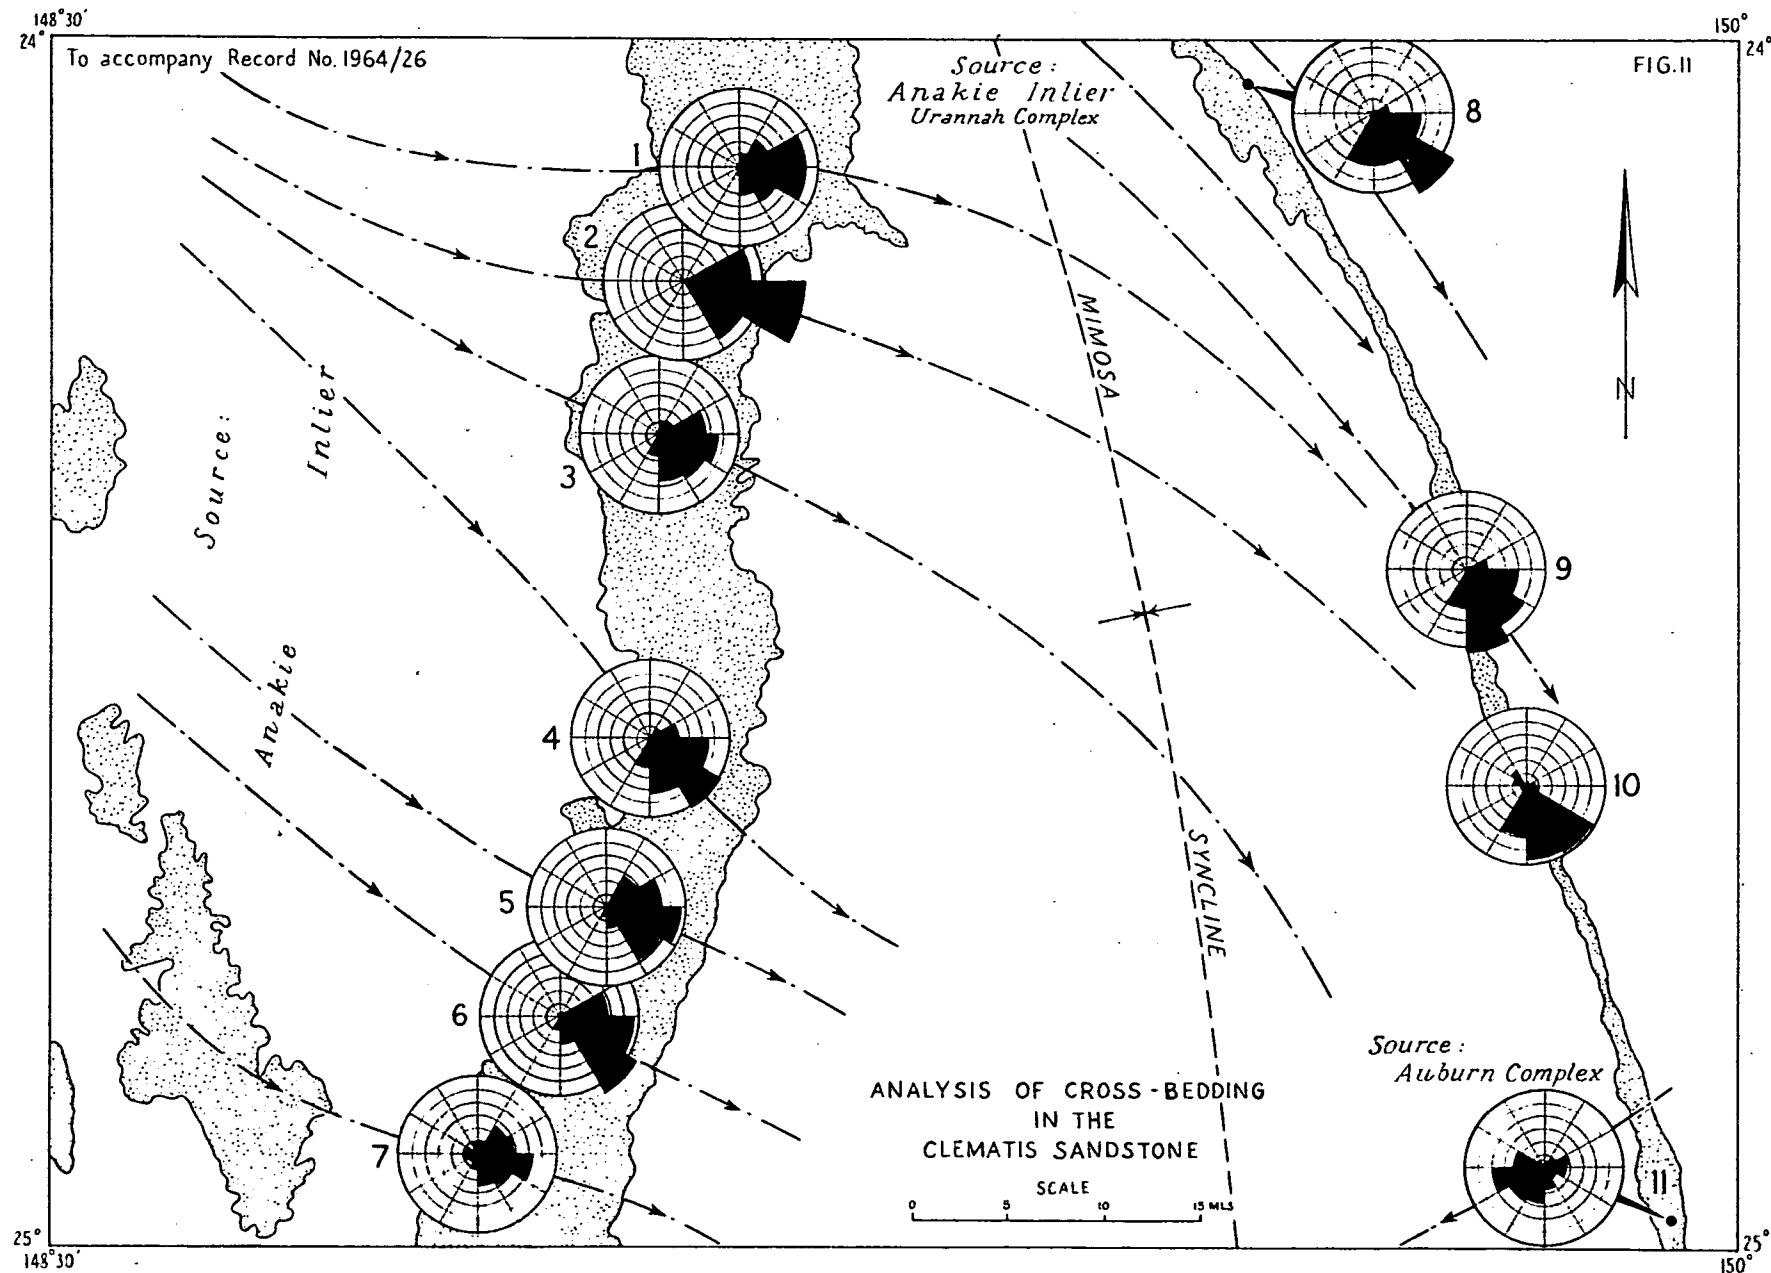 148°30'
150°
24°
24°
To accompany Record No. 1964/26
FIG.11
Source:
Anakie Inlier
Urannah Complex
8
1
2
MIMOSA
N
Source:
Inlier
3
9
Anakie
4
10
SYNCLINE
5
6
Source:
Auburn Complex
ANALYSIS OF CROSS-BEDDING
IN THE
CLEMATIS SANDSTONE
7
11
SCALE
0 5 10 15 MLS
25°
25°
148°30'
150°